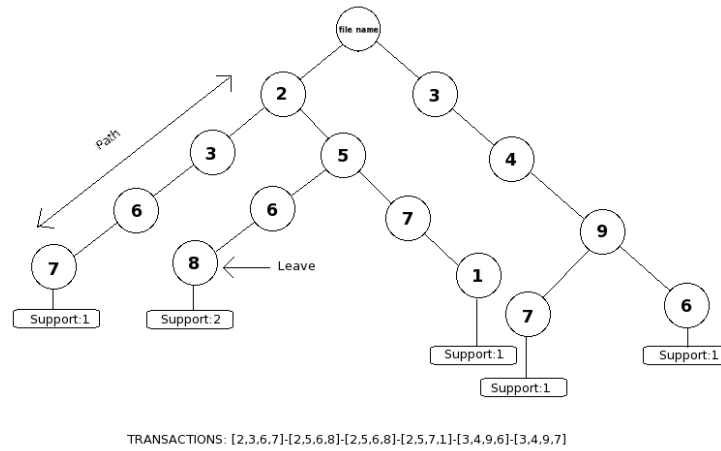 file name
2
3
Path
3
5
4
6
6
7
9
7
8
Leave
1
7
6
Support:1
Support:2
Support:1
Support:1
Support:1
TRANSACTIONS: [2,3,6,7]-[2,5,6,8]-[2,5,6,8]-[2,5,7,1]-[3,4,9,6]-[3,4,9,7]